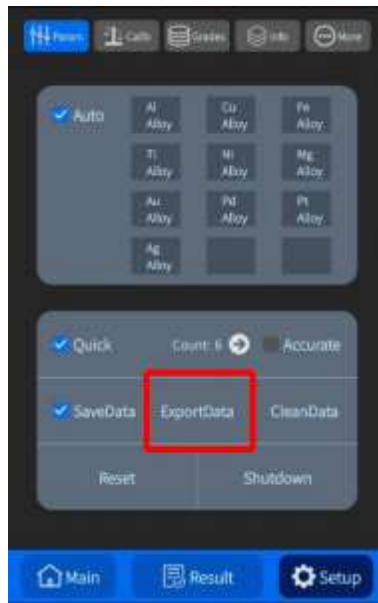 Param Calib Grades Info More
Auto
Al Alloy Cu Alloy Fe Alloy
Ti Alloy Ni Alloy Mg Alloy
Au Alloy Pd Alloy Pt Alloy
Ag Alloy
Quick Count: 6 Accurate
SaveData ExportData CleanData
Reset Shutdown
Main Result Setup